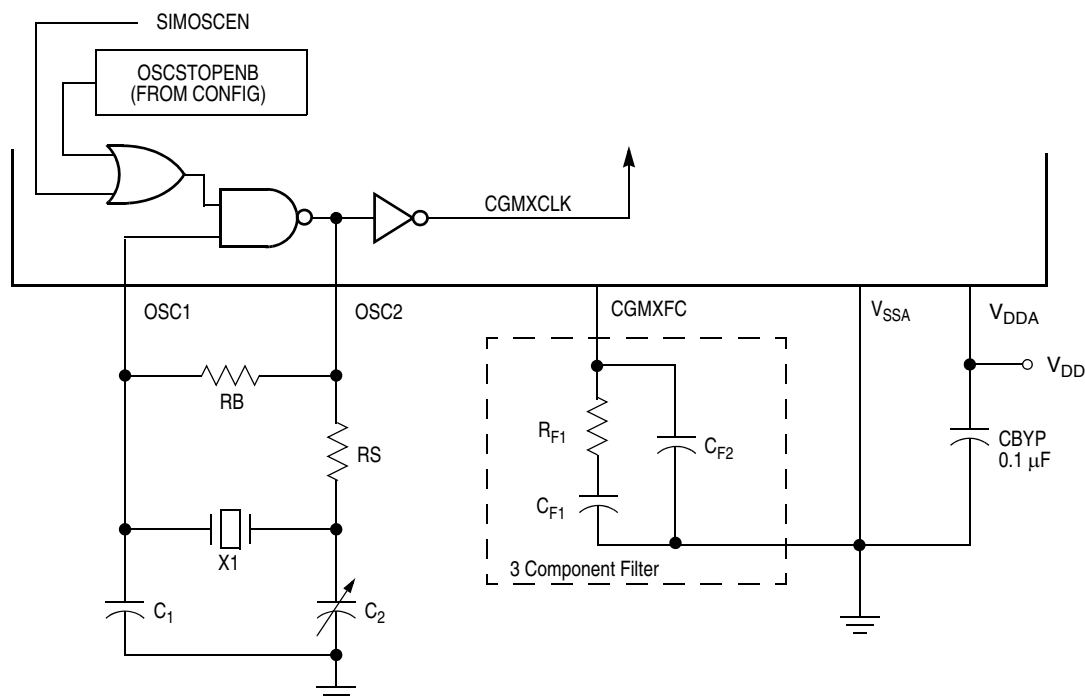 SIMOSCEN
OSCSTOPENB
(FROM CONFIG)
CGMXCLK
OSC1
OSC2
CGMXFC
VSSA
VDDA
VDD
RB
RS
RF1
CF2
CBYP
0.1 μF
CF1
X1
3 Component Filter
C1
C2